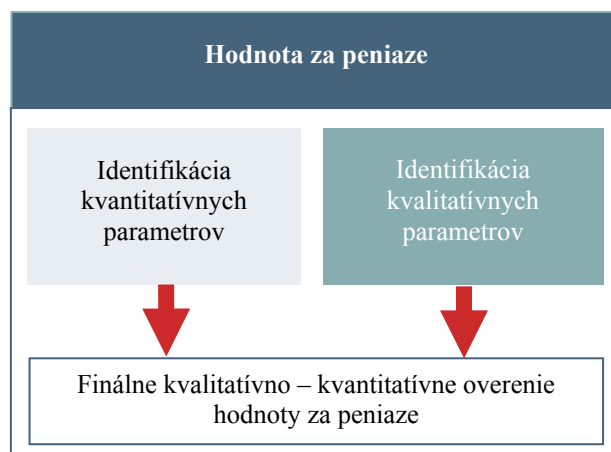 Hodnota za peniaze
Identifikácia
kvantitatívnych
parametrov
Identifikácia
kvalitatívnych
parametrov
Finálne kvalitatívno – kvantitatívne overenie
hodnoty za peniaze